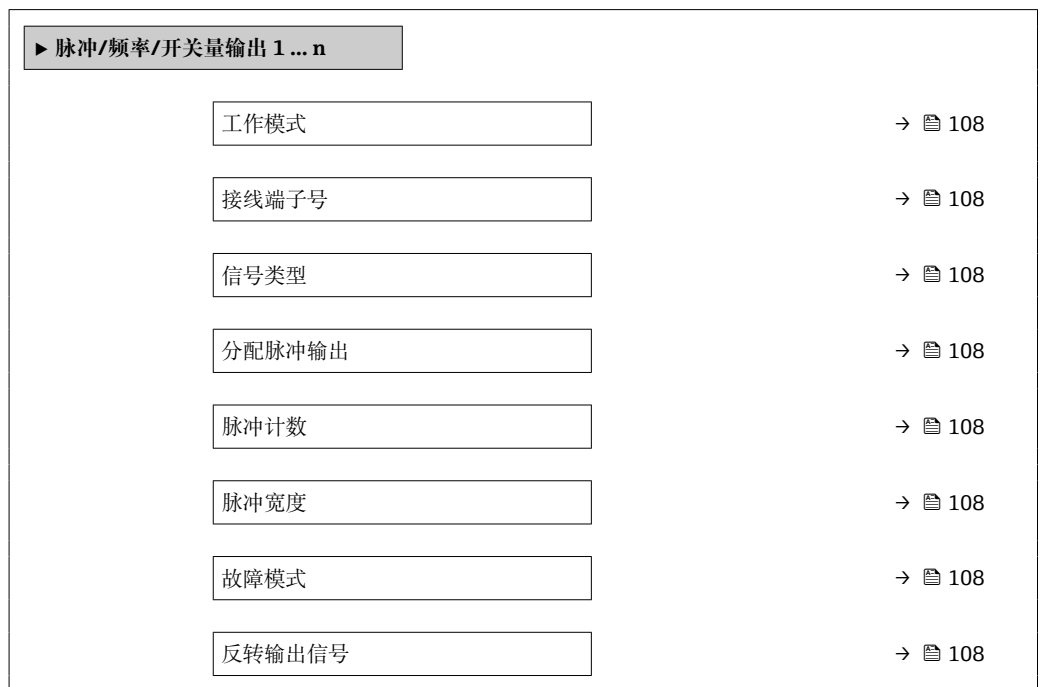 ▶ 脉冲/频率/开关量输出 1 ... n
工作模式 → 🖹 108
接线端子号 → 🖹 108
信号类型 → 🖹 108
分配脉冲输出 → 🖹 108
脉冲计数 → 🖹 108
脉冲宽度 → 🖹 108
故障模式 → 🖹 108
反转输出信号 → 🖹 108